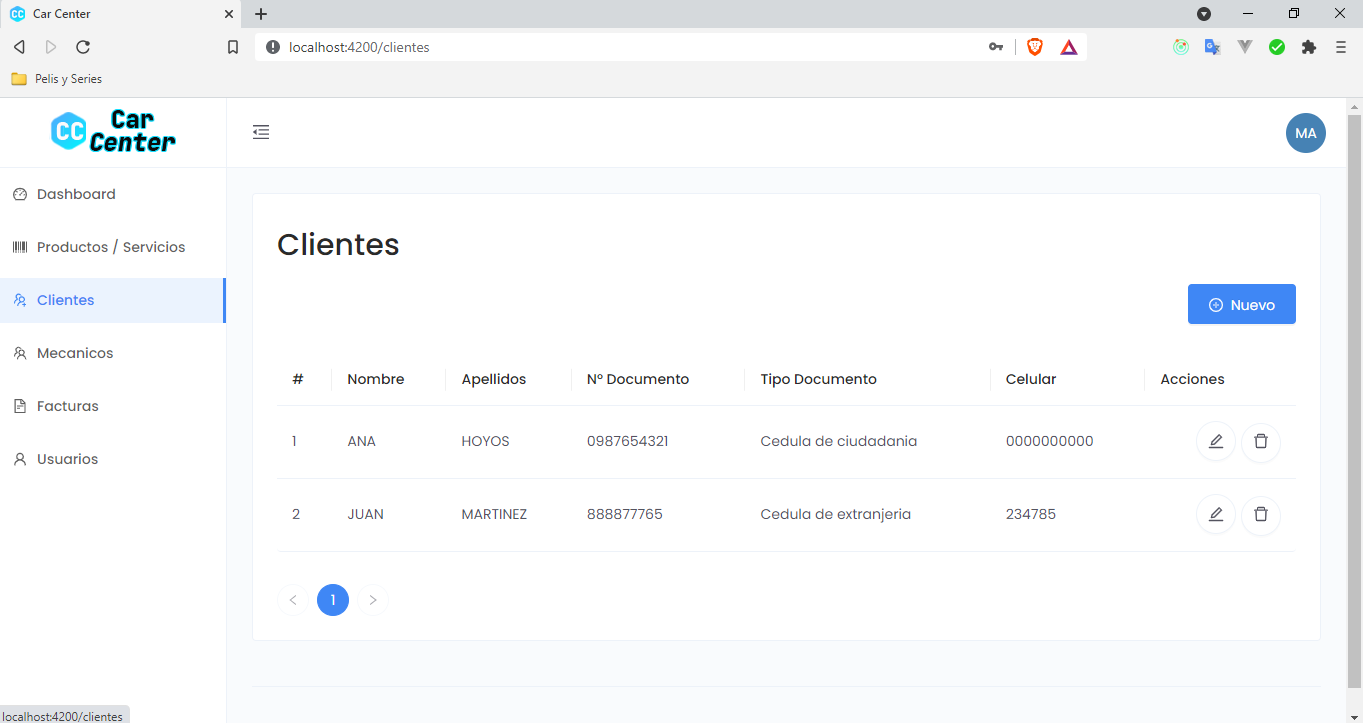 Car Center
localhost:4200/clientes
Pelis y Series
CC Car
Center
MA
Dashboard
Productos / Servicios
Clientes
Mecanicos
Facturas
Usuarios
Clientes
Nuevo
# Nombre Apellidos Nº Documento Tipo Documento Celular Acciones
1 ANA HOYOS 0987654321 Cedula de ciudadania 0000000000
2 JUAN MARTINEZ 888877765 Cedula de extranjeria 234785
< 1 >
localhost:4200/clientes